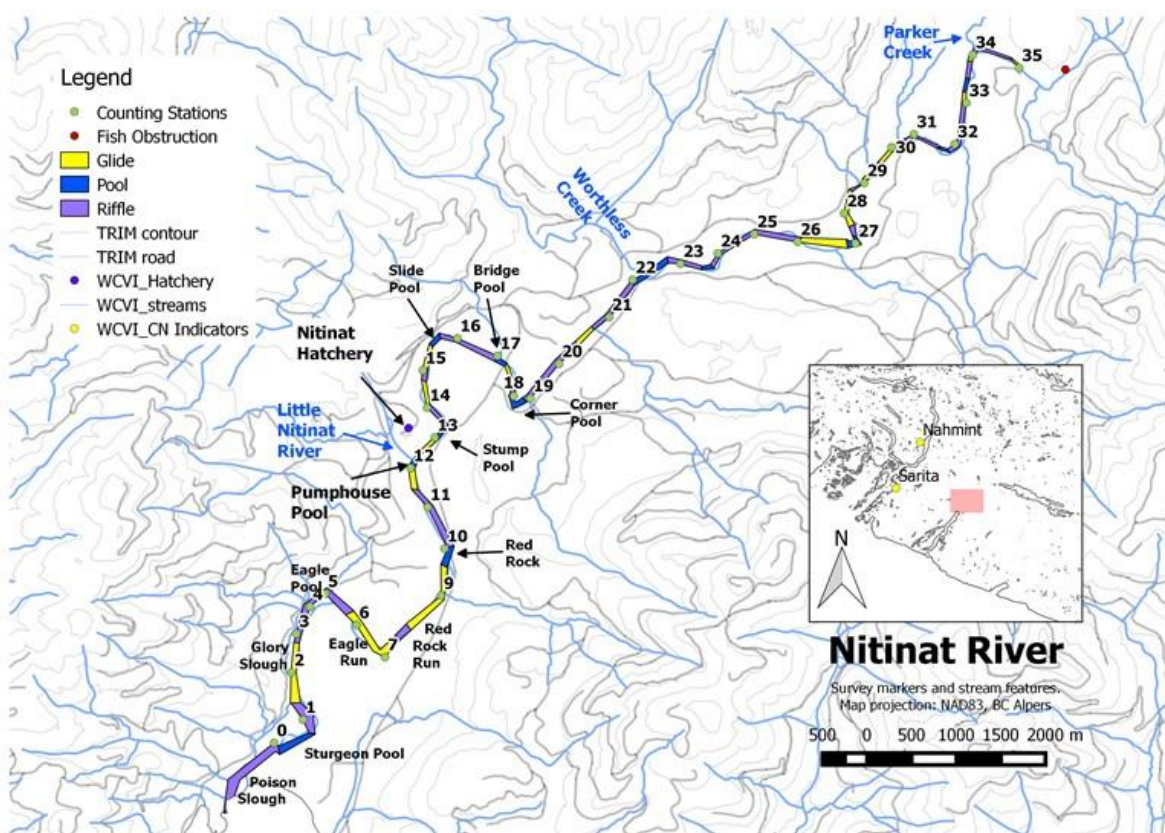 Legend
Counting Stations
Fish Obstruction
Glide
Pool
Riffle
TRIM contour
TRIM road
WCVI_Hatchery
WCVI_streams
WCVI_CN Indicators
Parker
Creek
34
35
33
32
31
30
29
28
27
26
25
24
23
22
21
20
19
18
17
16
15
14
13
12
11
10
9
7
6
5
4
3
2
1
0
Worthless
Creek
Slide
Pool
Bridge
Pool
Nitinat
Hatchery
Little
Nitinat
River
Corner
Pool
Stump
Pool
Pumphouse
Pool
Red
Rock
Eagle
Pool
Glory
Slough
Eagle
Run
Red
Rock
Run
Sturgeon Pool
Poison
Slough
Nahmint
Sarita
N
Nitinat River
Survey markers and stream features.
Map projection: NAD83, BC Alpers
500 0 500 1000 1500 2000 m